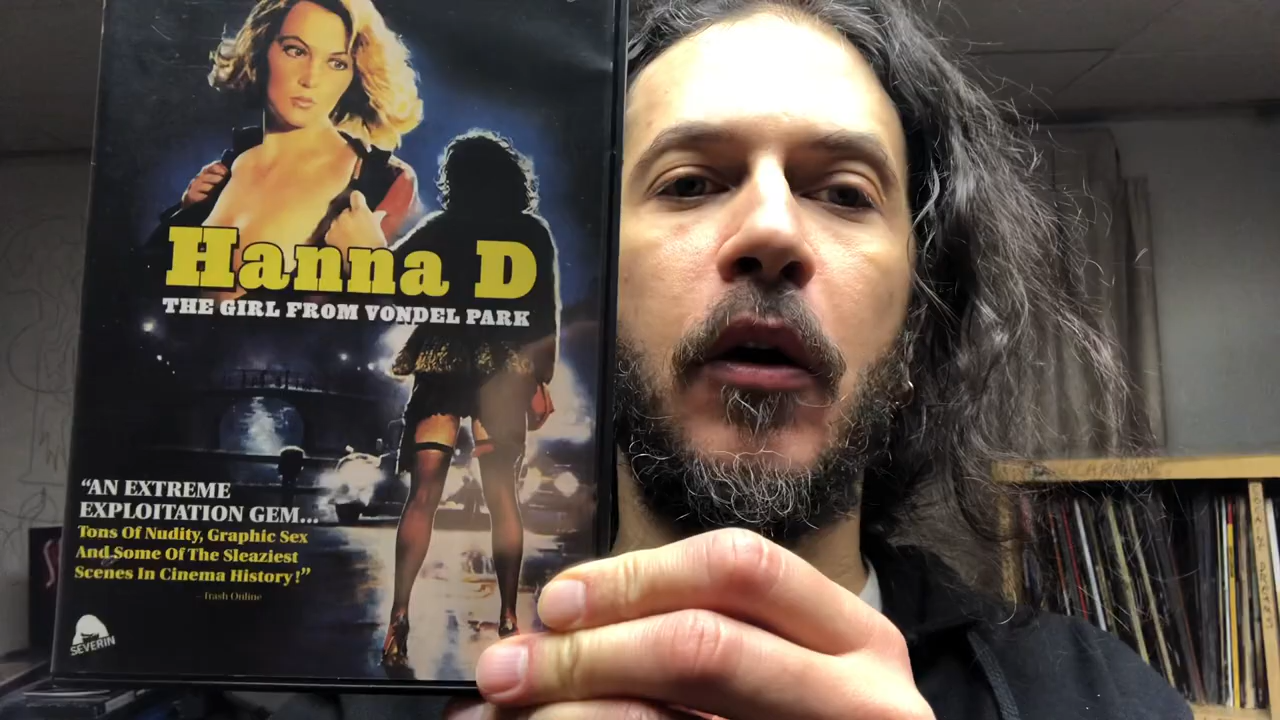 Hanna D
THE GIRL FROM VONDEL PARK
“AN EXTREME
EXPLOITATION GEM...
Tons Of Nudity, Graphic Sex
And Some Of The Sleaziest
Scenes In Cinema History!”
– Trash Online
SEVERIN